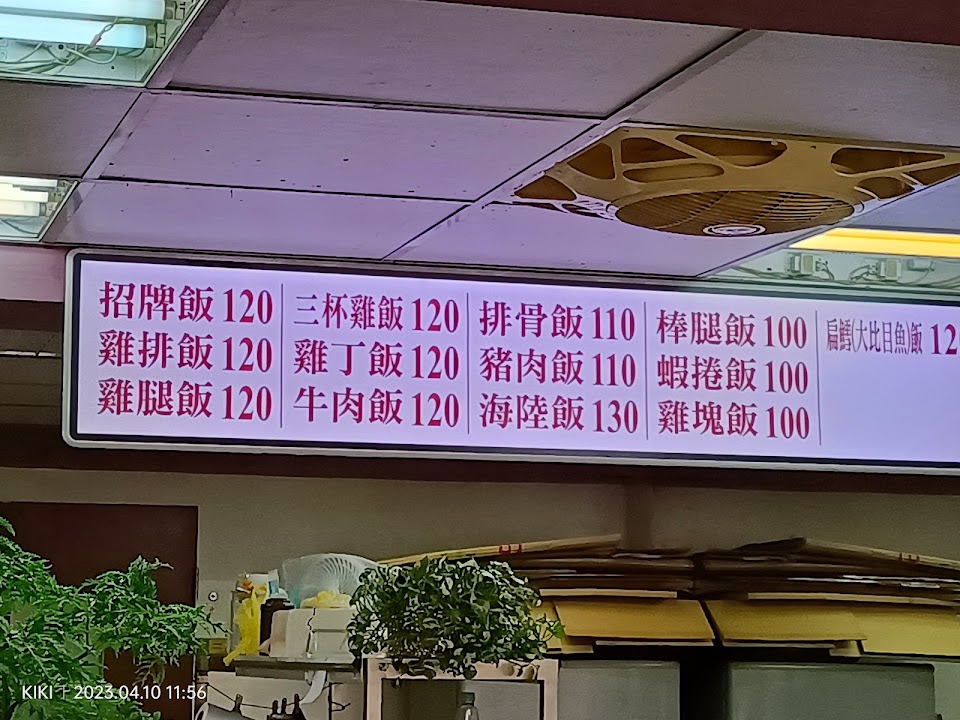 招牌飯 120
雞排飯 120
雞腿飯 120
三杯雞飯 120
雞丁飯 120
牛肉飯 120
排骨飯 110
豬肉飯 110
海陸飯 130
棒腿飯 100
蝦捲飯 100
雞塊飯 100
扁鱈(大比目魚)飯 12
KIKI | 2023.04.10 11:56